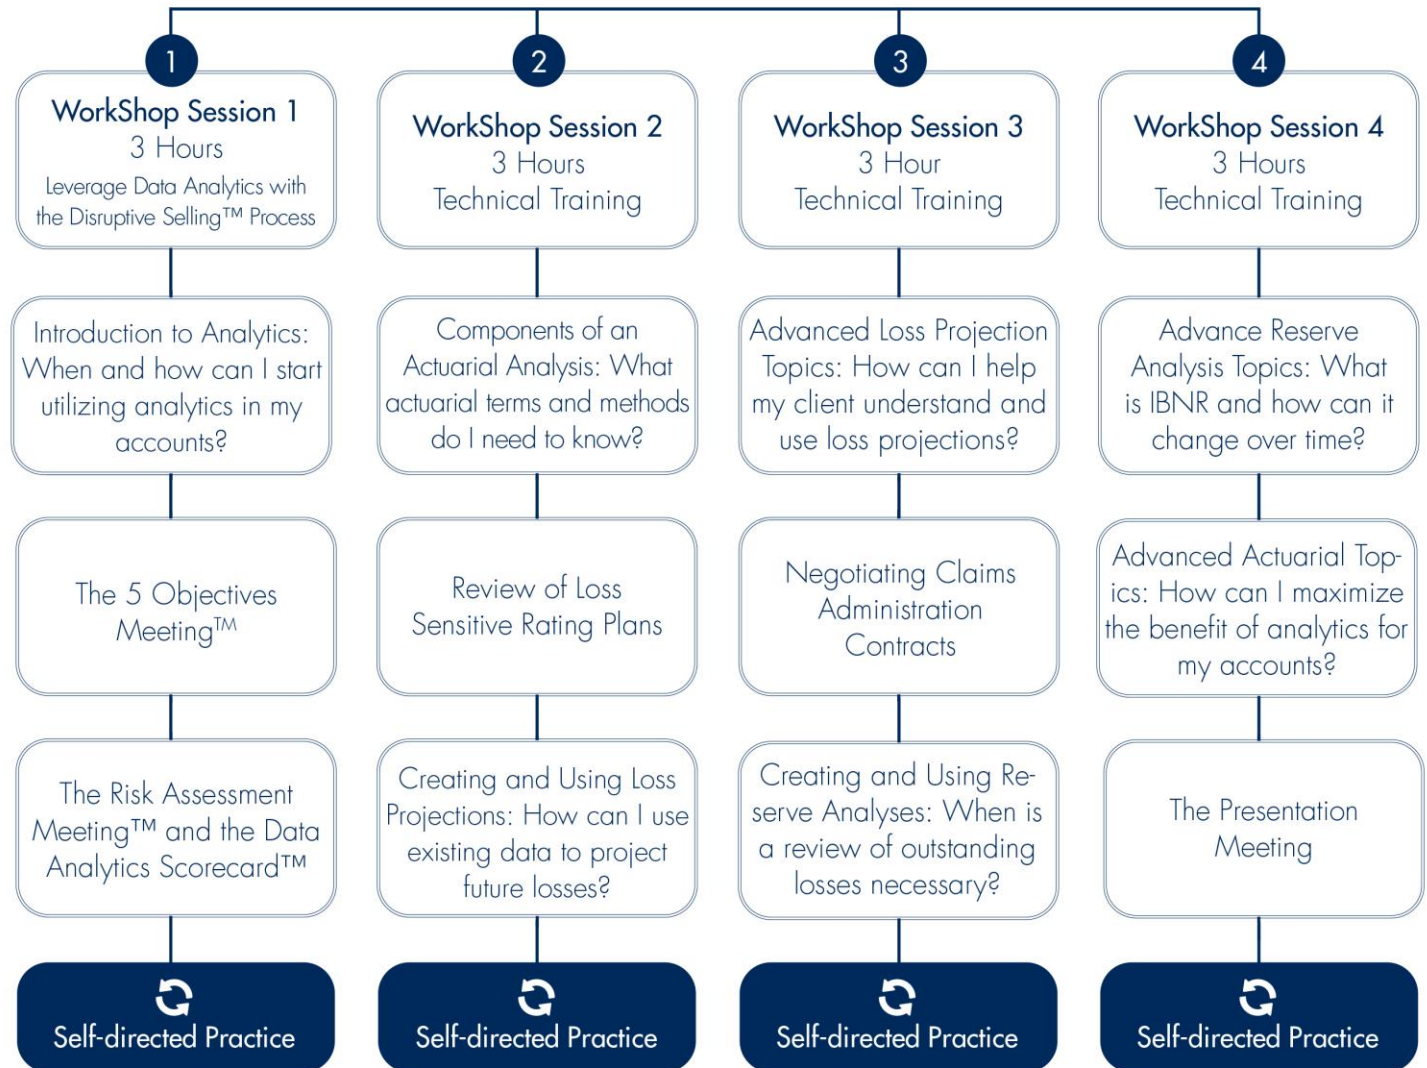 1
WorkShop Session 1
3 Hours
Leverage Data Analytics with
the Disruptive Selling™ Process
Introduction to Analytics:
When and how can I start
utilizing analytics in my
accounts?
The 5 Objectives
Meeting™
The Risk Assessment
Meeting™ and the Data
Analytics Scorecard™
Self-directed Practice
2
WorkShop Session 2
3 Hours
Technical Training
Components of an
Actuarial Analysis: What
actuarial terms and methods
do I need to know?
Review of Loss
Sensitive Rating Plans
Creating and Using Loss
Projections: How can I use
existing data to project
future losses?
Self-directed Practice
3
WorkShop Session 3
3 Hour
Technical Training
Advanced Loss Projection
Topics: How can I help
my client understand and
use loss projections?
Negotiating Claims
Administration
Contracts
Creating and Using Re-
serve Analyses: When is
a review of outstanding
losses necessary?
Self-directed Practice
4
WorkShop Session 4
3 Hours
Technical Training
Advance Reserve
Analysis Topics: What
is IBNR and how can it
change over time?
Advanced Actuarial Top-
ics: How can I maximize
the benefit of analytics for
my accounts?
The Presentation
Meeting
Self-directed Practice